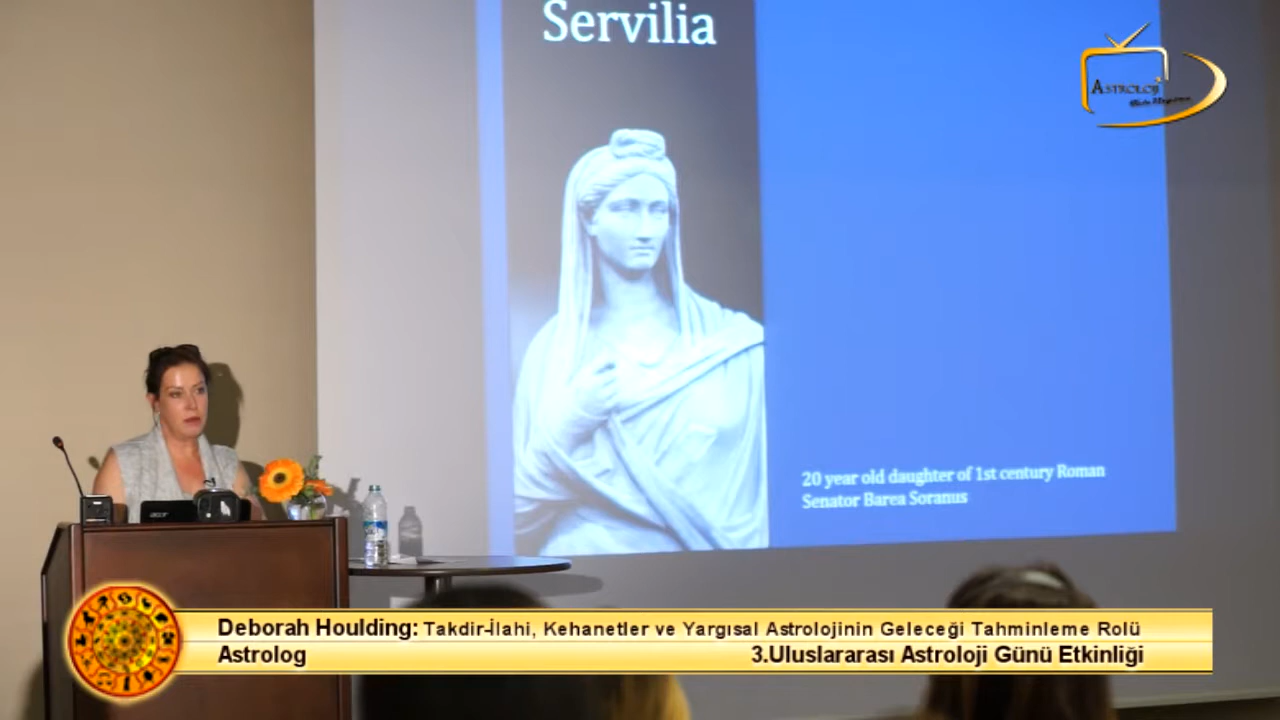 Servilia
ASTROLOJİ
20 year old daughter of 1st century Roman
Senator Barea Soranus
acer
Deborah Houlding: Takdir-İlahi, Kehanetler ve Yargısal Astrolojinin Geleceği Tahminleme Rolü
Astrolog
3.Uluslararası Astroloji Günü Etkinliği